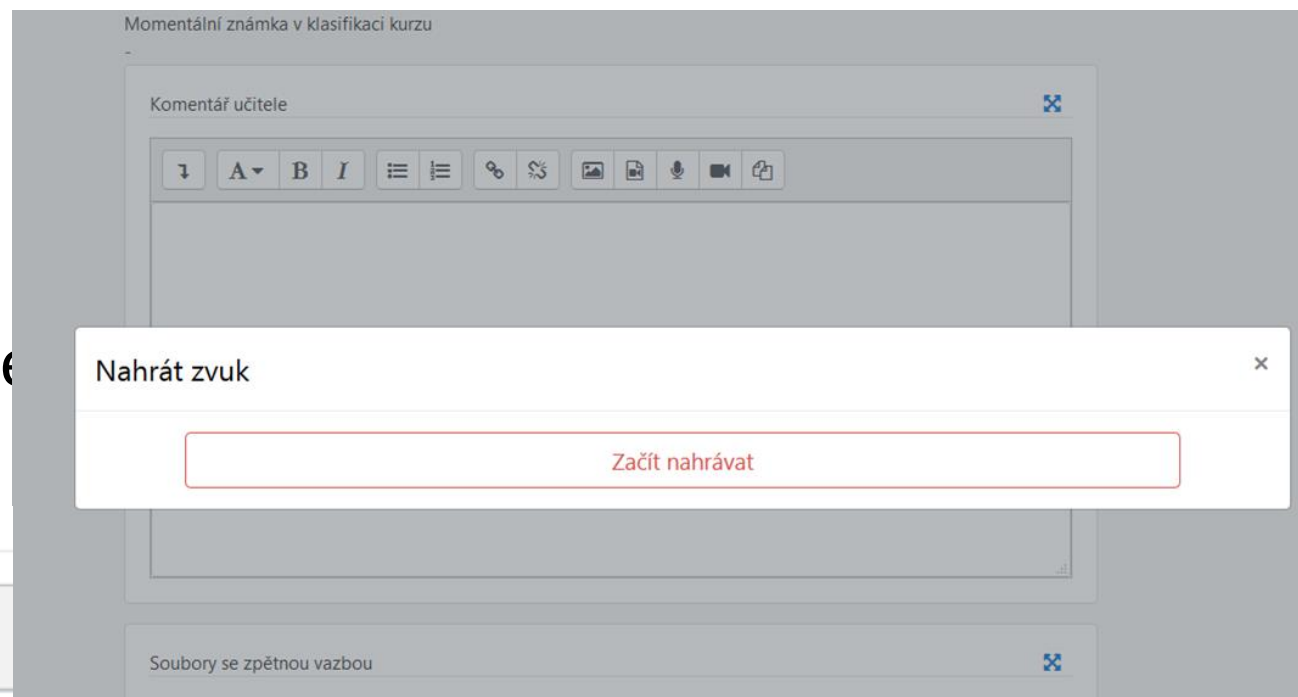 Momentální známka v klasifikaci kurzu
-
Komentář učitele
A B I
Nahrát zvuk ×
Začít nahrávat
Soubory se zpětnou vazbou